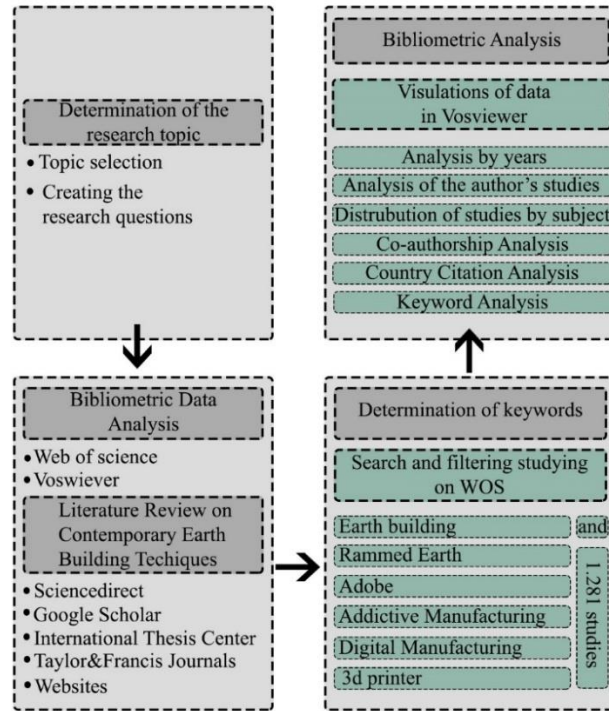 Determination of the
research topic
• Topic selection
• Creating the
research questions
Bibliometric Data
Analysis
• Web of science
• Voswiever
Literature Review on
Contemporary Earth
Building Techiques
• Sciencedirect
• Google Scholar
• International Thesis Center
• Taylor&Francis Journals
• Websites
Determination of keywords
Search and filtering studying
on WOS
Earth building
and
Rammed Earth
Adobe
Addictive Manufacturing
Digital Manufacturing
3d printer
1.281 studies
Bibliometric Analysis
Visulations of data
in Vosviewer
Analysis by years
Analysis of the author's studies
Distrubution of studies by subject
Co-authorship Analysis
Country Citation Analysis
Keyword Analysis